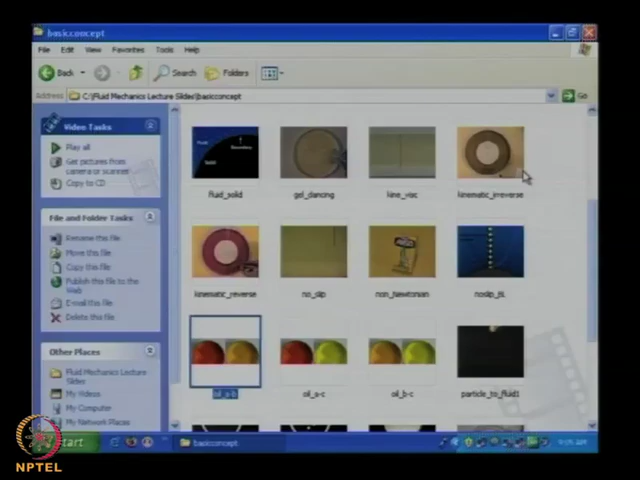 basicconcept
File Edit View Favorites Tools Help
Back Search Folders
Address C:\Fluid Mechanics Lecture Slides\basicconcept Go
Video Tasks
Play all
Get pictures from
camera or scanner
Copy to CD
File and Folder Tasks
Rename this file
Move this file
Copy this file
Publish this file to the
Web
E-mail this file
Delete this file
Other Places
Fluid Mechanics Lecture
Slides
My Videos
My Computer
My Network Places
fluid_solid gel_dancing kine_visc kinematic_irreverse
kinematic_reverse no_slip non_Newtonian
oil_a-b oil_a-c oil_b-c particle_to_fluid1
start basicconcept
NPTEL